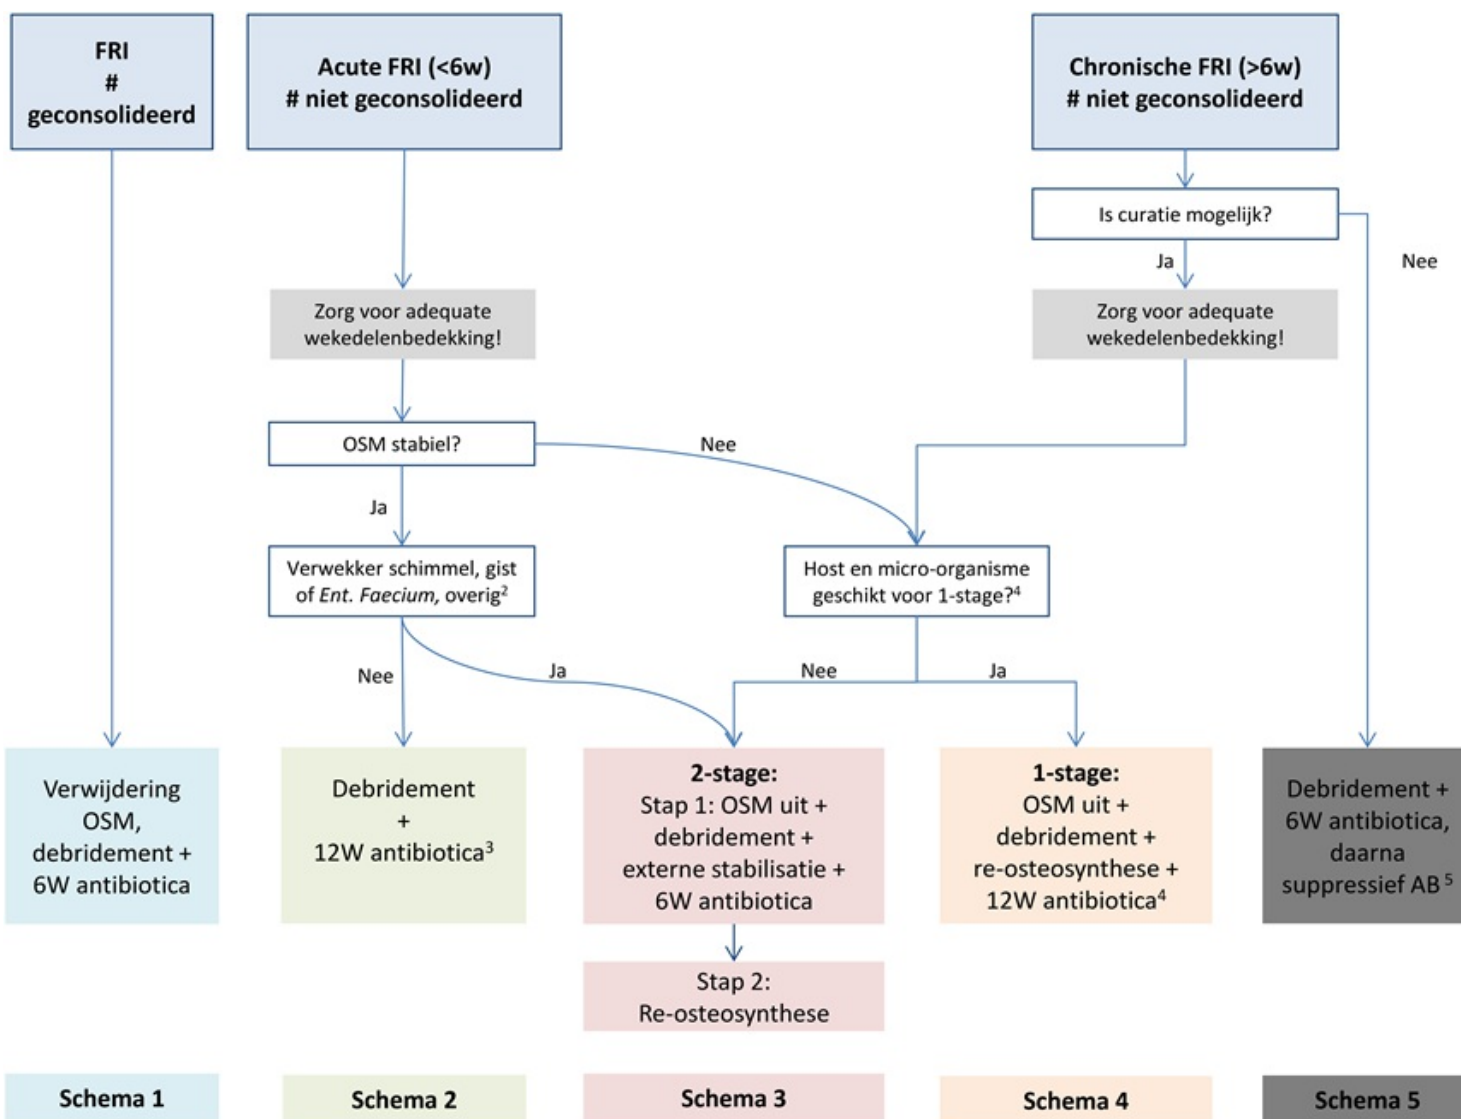 FRI
#
geconsolideerd
Acute FRI (<6w)
# niet geconsolideerd
Chronische FRI (>6w)
# niet geconsolideerd
Is curatie mogelijk?
Ja
Nee
Zorg voor adequate
wekedelenbedekking!
Zorg voor adequate
wekedelenbedekking!
OSM stabiel?
Nee
Ja
Verwekker schimmel, gist
of Ent. Faecium, overig²
Host en micro-organisme
geschikt voor 1-stage?⁴
Nee
Ja
Nee
Ja
Verwijdering
OSM,
debridement +
6W antibiotica
Debridement
+
12W antibiotica³
2-stage:
Stap 1: OSM uit +
debridement +
externe stabilisatie +
6W antibiotica
1-stage:
OSM uit +
debridement +
re-osteosynthese +
12W antibiotica⁴
Debridement +
6W antibiotica,
daarna
suppressief AB ⁵
Stap 2:
Re-osteosynthese
Schema 1
Schema 2
Schema 3
Schema 4
Schema 5